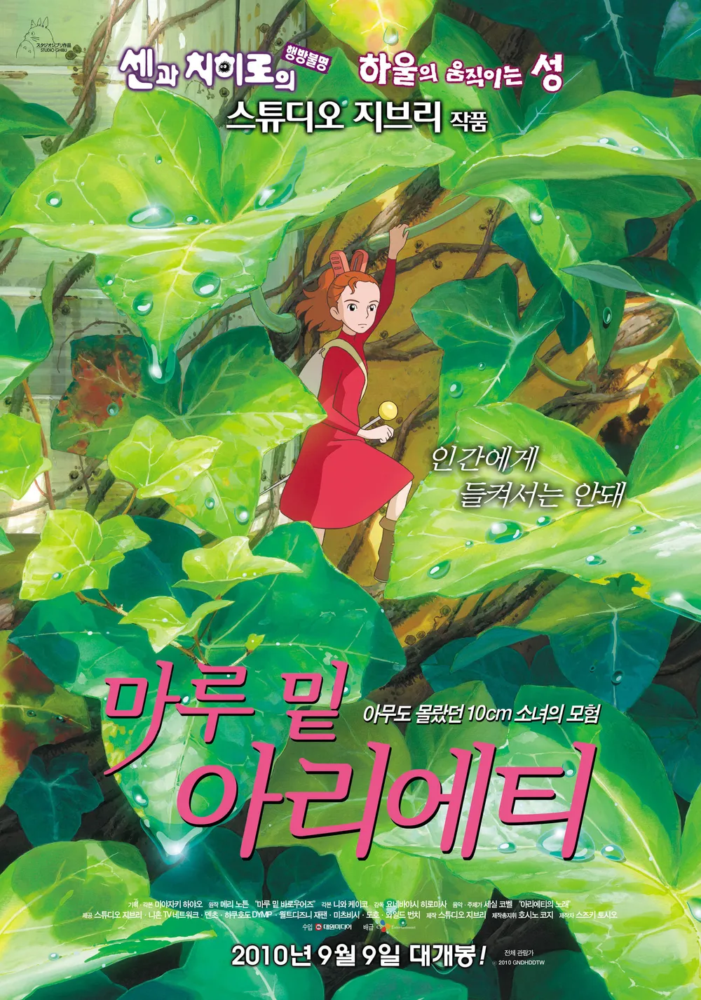 スタジオジブリ作品
STUDIO GHIBLI
센과 치히로의 행방불명 하울의 움직이는 성
스튜디오 지브리 작품
인간에게
들켜서는 안돼
마루 밑
아무도 몰랐던 10cm 소녀의 모험
아리에티
기획·각본 미야자키 하야오 원작 메리 노튼 "마루 밑 바로우어즈" 각본 니와 케이코 감독 요네바야시 히로마사 음악·주제가 세실 코벨 "아리에티의 노래"
제공 스튜디오 지브리·니혼 TV 네트워크·덴츠·하쿠호도 DYMP·월트디즈니 재팬·미츠비시·도호·와일드 번치 제작 스튜디오 지브리 제작총지휘 호시노 코지 제작자 스즈키 토시오
수입 대원미디어 배급 CJ Entertainment
2010년 9월 9일 대개봉!
전체 관람가
ⓒ 2010 GNDHDDTW